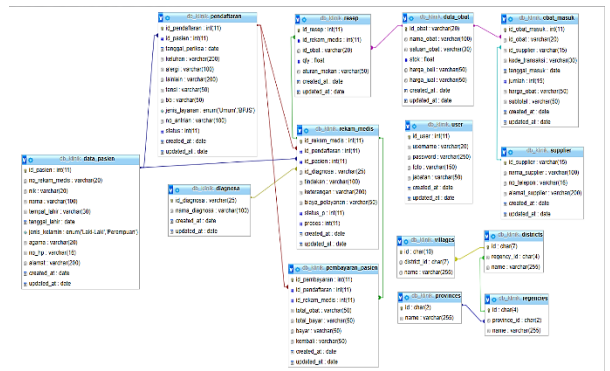 db_klinik pendaftaran
id_pendaftaran : int(11)
id_pasien : int(11)
tanggal_periksa : date
keluhan : varchar(200)
alergi : varchar(100)
lainlain : varchar(200)
tensi : varchar(50)
bb : varchar(50)
jenis_layanan : enum('Umum','BPJS')
no_antrian : varchar(100)
status : int(11)
created_at : date
updated_at : date
db_klinik resep
id_resep : int(11)
id_rekam_medis : int(11)
id_obat : varchar(20)
qty : float
aturan_makan : varchar(50)
created_at : date
updated_at : date
db_klinik data_obat
id_obat : varchar(20)
nama_obat : varchar(100)
satuan_obat : varchar(30)
stok : float
harga_beli : varchar(50)
harga_jual : varchar(50)
created_at : date
updated_at : date
db_klinik obat_masuk
id_obat_masuk : int(11)
id_obat : varchar(20)
id_supplier : varchar(15)
kode_transaksi : varchar(30)
tanggal_masuk : date
jumlah : int(15)
harga_obat : varchar(50)
subtotal : varchar(50)
created_at : date
updated_at : date
db_klinik data_pasien
id_pasien : int(11)
no_rekam_medis : varchar(20)
nik : varchar(20)
nama : varchar(100)
tempat_lahir : varchar(30)
tanggal_lahir : date
jenis_kelamin : enum('Laki-Laki','Perempuan')
agama : varchar(20)
no_hp : varchar(15)
alamat : varchar(200)
created_at : date
updated_at : date
db_klinik diagnosa
id_diagnosa : varchar(25)
nama_diagnosa : varchar(100)
created_at : date
updated_at : date
db_klinik rekam_medis
id_rekam_medis : int(11)
id_pendaftaran : int(11)
id_pasien : int(11)
id_diagnosa : varchar(25)
tindakan : varchar(100)
keterangan : varchar(200)
biaya_pelayanan : varchar(50)
status_p : int(11)
proses : int(11)
created_at : date
updated_at : date
db_klinik user
id_user : int(11)
username : varchar(20)
password : varchar(250)
foto : varchar(150)
jabatan : varchar(50)
created_at : date
updated_at : date
db_klinik supplier
id_supplier : varchar(15)
nama_supplier : varchar(100)
no_telepon : varchar(15)
alamat_supplier : varchar(200)
created_at : date
updated_at : date
db_klinik pembayaran_pasien
id_pembayaran : int(11)
id_pendaftaran : int(11)
id_rekam_medis : int(11)
total_obat : varchar(50)
total_bayar : varchar(50)
bayar : varchar(50)
kembali : varchar(50)
created_at : date
updated_at : date
db_klinik villages
id : char(10)
district_id : char(7)
name : varchar(255)
db_klinik districts
id : char(7)
regency_id : char(4)
name : varchar(255)
db_klinik provinces
id : char(2)
name : varchar(255)
db_klinik regencies
id : char(4)
province_id : char(2)
name : varchar(255)